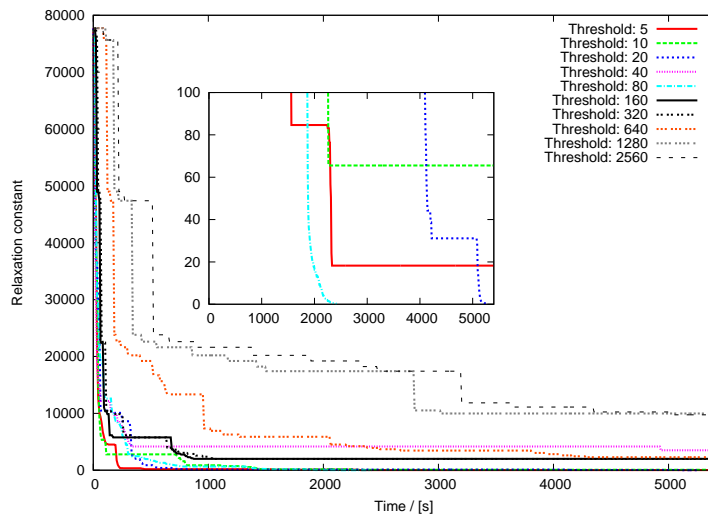 80000
70000
60000
50000
40000
30000
20000
10000
0
Relaxation constant
0
1000
2000
3000
4000
5000
Time / [s]
Threshold: 5
Threshold: 10
Threshold: 20
Threshold: 40
Threshold: 80
Threshold: 160
Threshold: 320
Threshold: 640
Threshold: 1280
Threshold: 2560
100
80
60
40
20
0
0
1000
2000
3000
4000
5000